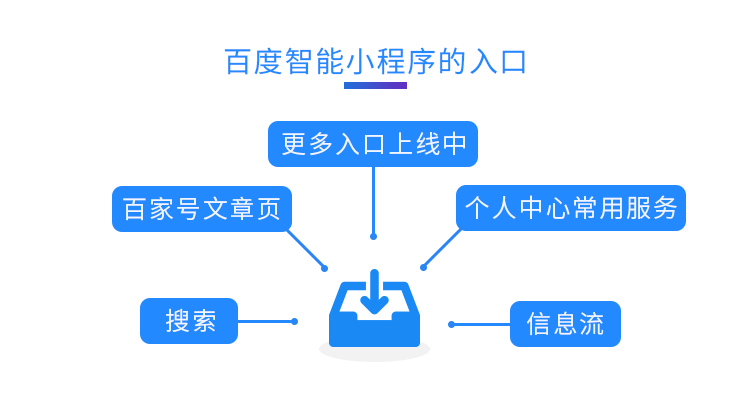 百度智能小程序的入口
更多入口上线中
百家号文章页
个人中心常用服务
搜索
信息流